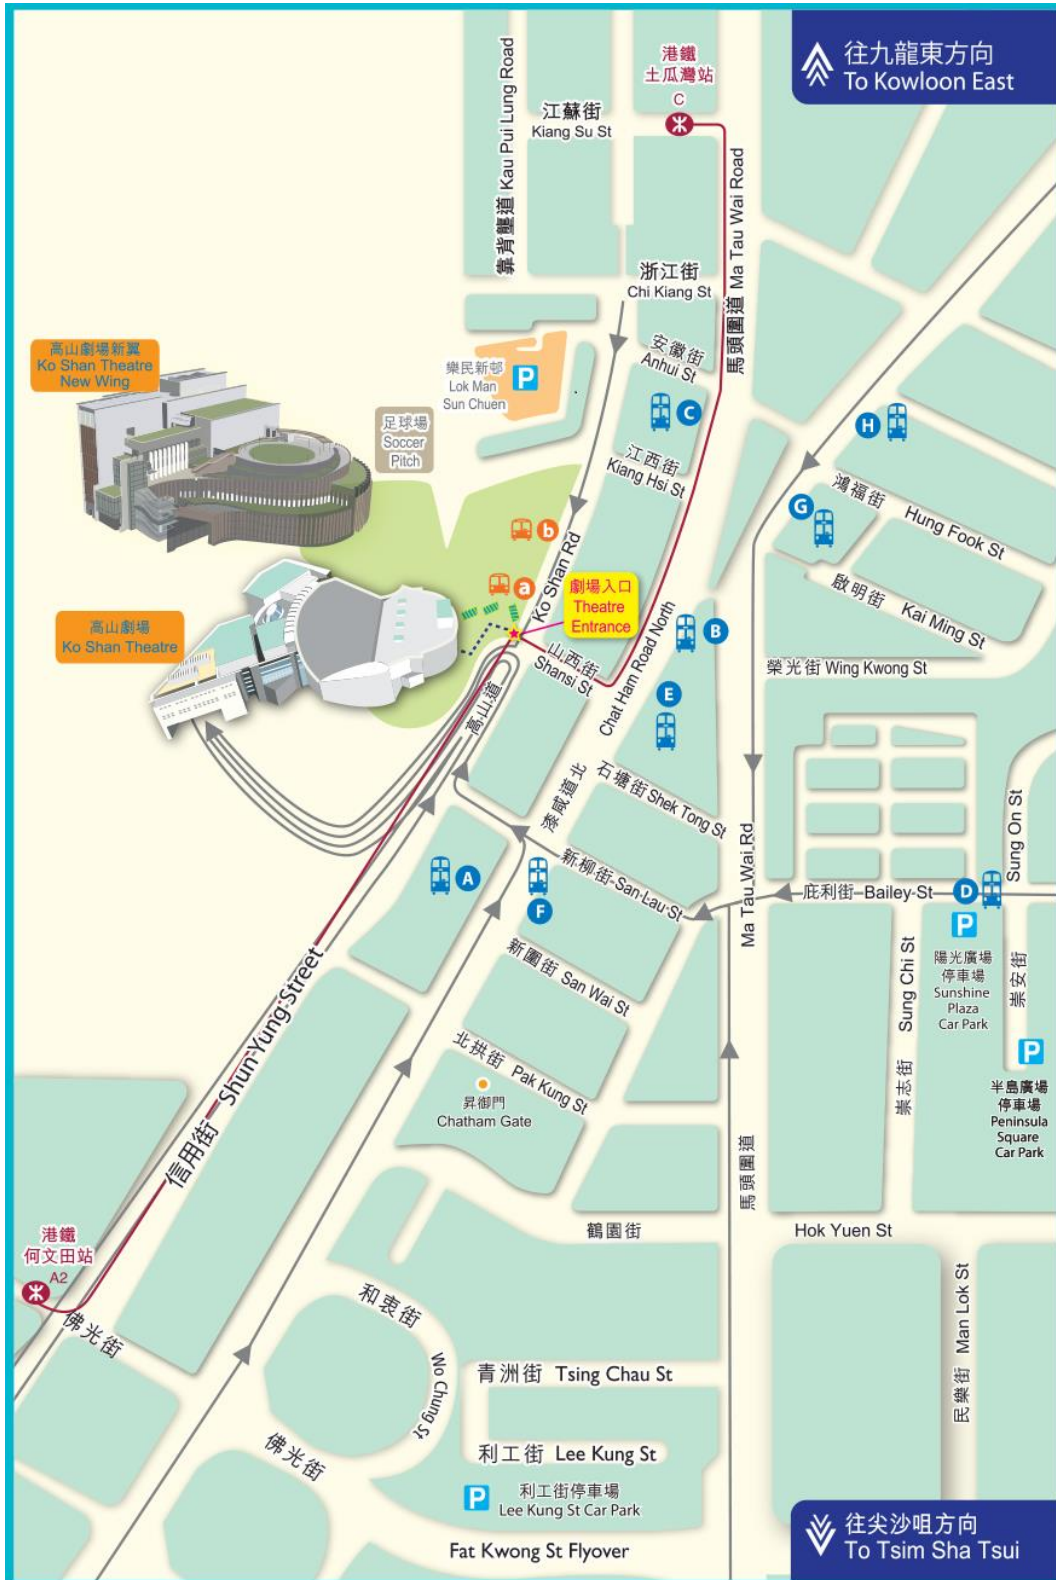 往九龍東方向
To Kowloon East
港鐵
土瓜灣站
C
江蘇街
Kiang Su St
靠背壟道 Kau Pui Lung Road
馬頭圍道 Ma Tau Wai Road
浙江街
Chi Kiang St
安徽街
Anhui St
高山劇場新翼
Ko Shan Theatre
New Wing
樂民新邨
Lok Man
Sun Chuen
P
足球場
Soccer
Pitch
C
江西街
Kiang Hsi St
H
鴻福街 Hung Fook St
G
啟明街 Kai Ming St
b
a
Ko Shan Rd
劇場入口
Theatre
Entrance
高山劇場
Ko Shan Theatre
山西街
Shansi St
高山道
Chat Ham Road North
漆咸道北
B
E
榮光街 Wing Kwong St
石塘街 Shek Tong St
Ma Tau Wai Rd
Sung On St
A
F
新柳街 San Lau St
庇利街 Bailey St
D
P
陽光廣場
停車場
Sunshine
Plaza
Car Park
崇安街
崇志街 Sung Chi St
P
半島廣場
停車場
Peninsula
Square
Car Park
新圍街 San Wai St
北拱街 Pak Kung St
昇御門
Chatham Gate
信用街 Shun Yung Street
馬頭圍道
鶴園街
Hok Yuen St
港鐵
何文田站
A2
佛光街
和衷街
Wo Chung St
民樂街 Man Lok St
青洲街 Tsing Chau St
佛光街
利工街 Lee Kung St
P
利工街停車場
Lee Kung St Car Park
Fat Kwong St Flyover
往尖沙咀方向
To Tsim Sha Tsui